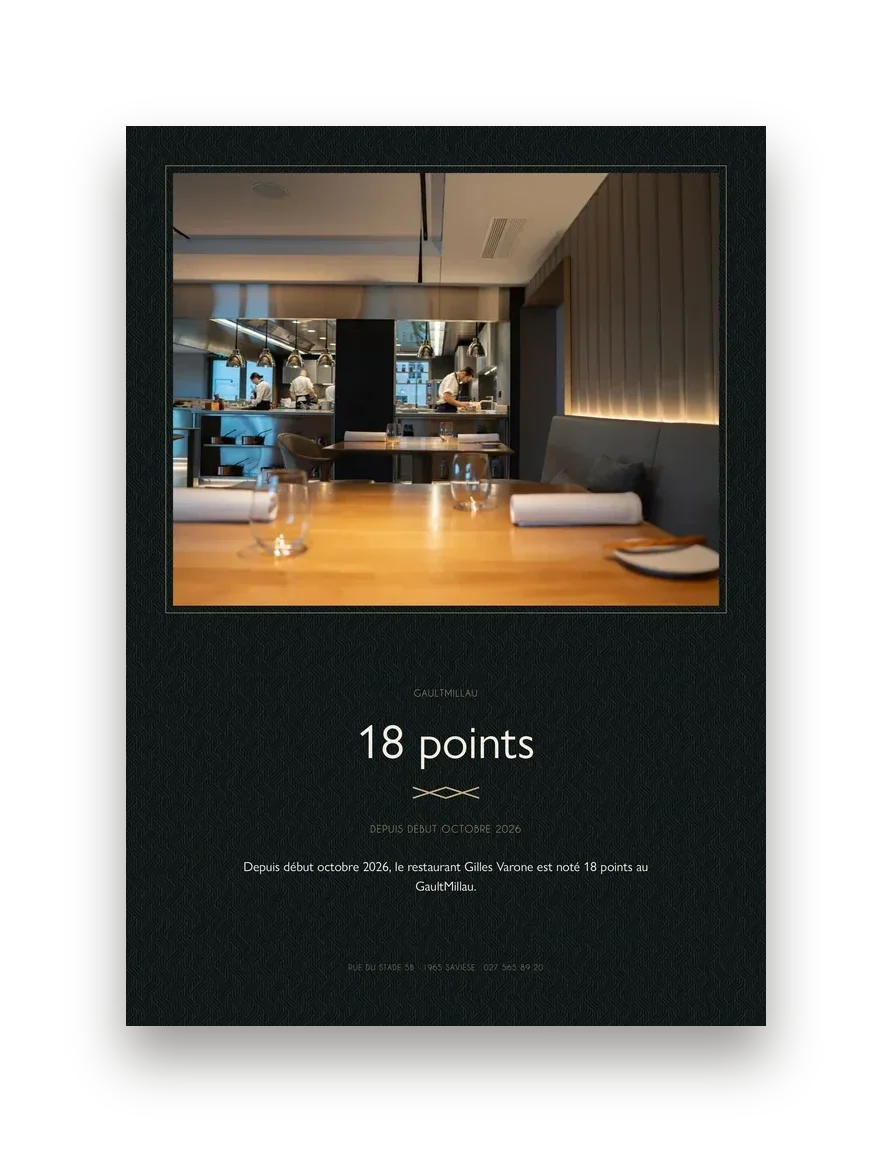 GAULTMILLAU
18 points
DEPUIS DÉBUT OCTOBRE 2026
Depuis début octobre 2026, le restaurant Gilles Varone est noté 18 points au
GaultMillau.
RUE DU STADE 5B · 1965 SAVIÈSE · 027 565 89 20